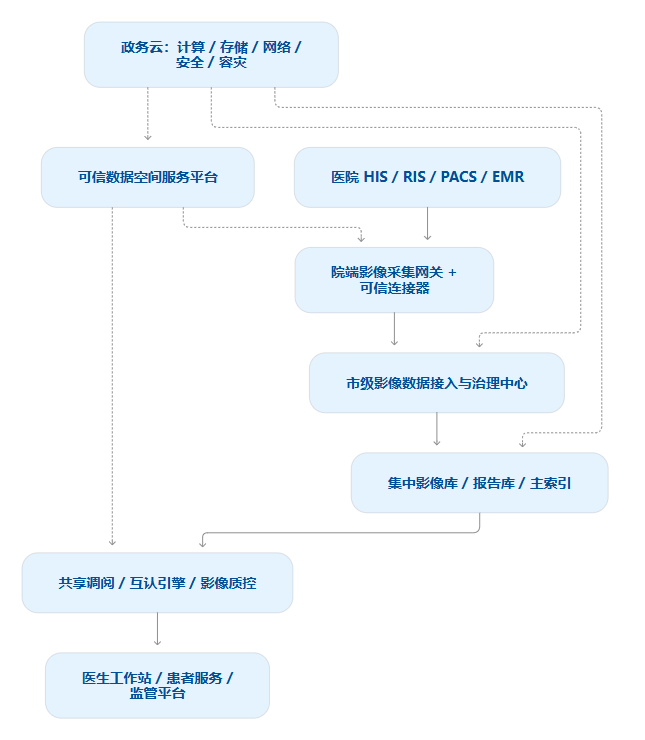 政务云：计算 / 存储 / 网络 /
安全 / 容灾
可信数据空间服务平台
医院 HIS / RIS / PACS / EMR
院端影像采集网关 +
可信连接器
市级影像数据接入与治理中心
集中影像库 / 报告库 / 主索引
共享调阅 / 互认引擎 / 影像质控
医生工作站 / 患者服务 /
监管平台